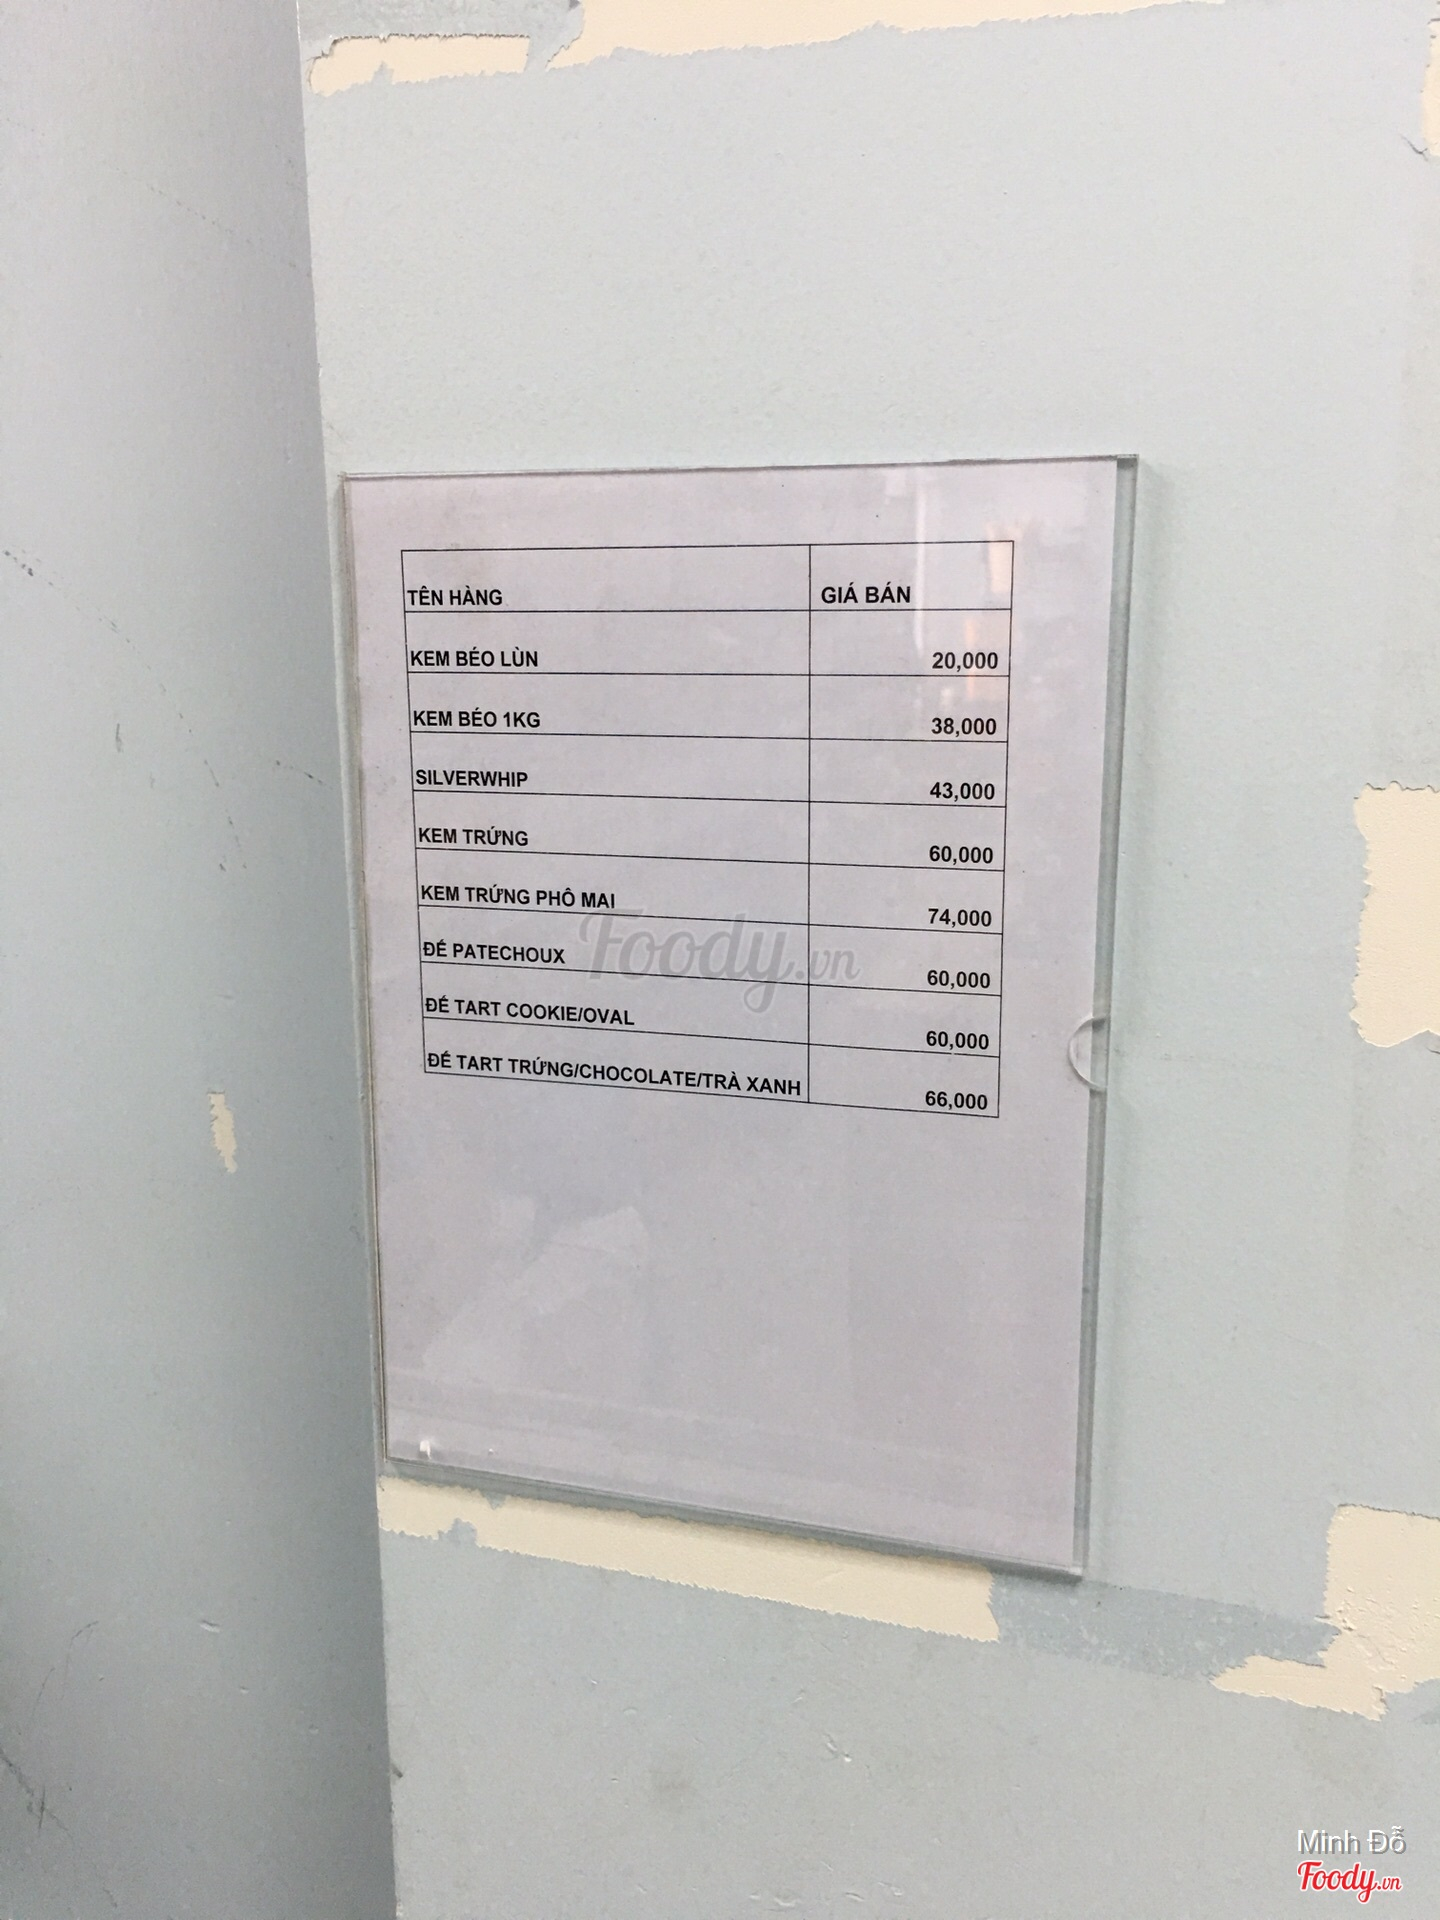 TÊN HÀNG GIÁ BÁN
KEM BÉO LÙN 20,000
KEM BÉO 1KG 38,000
SILVERWHIP 43,000
KEM TRỨNG 60,000
KEM TRỨNG PHÔ MAI 74,000
ĐẾ PATECHOUX 60,000
ĐẾ TART COOKIE/OVAL 60,000
ĐẾ TART TRỨNG/CHOCOLATE/TRÀ XANH 66,000
Foody.vn
Minh Đỗ
Foody.vn